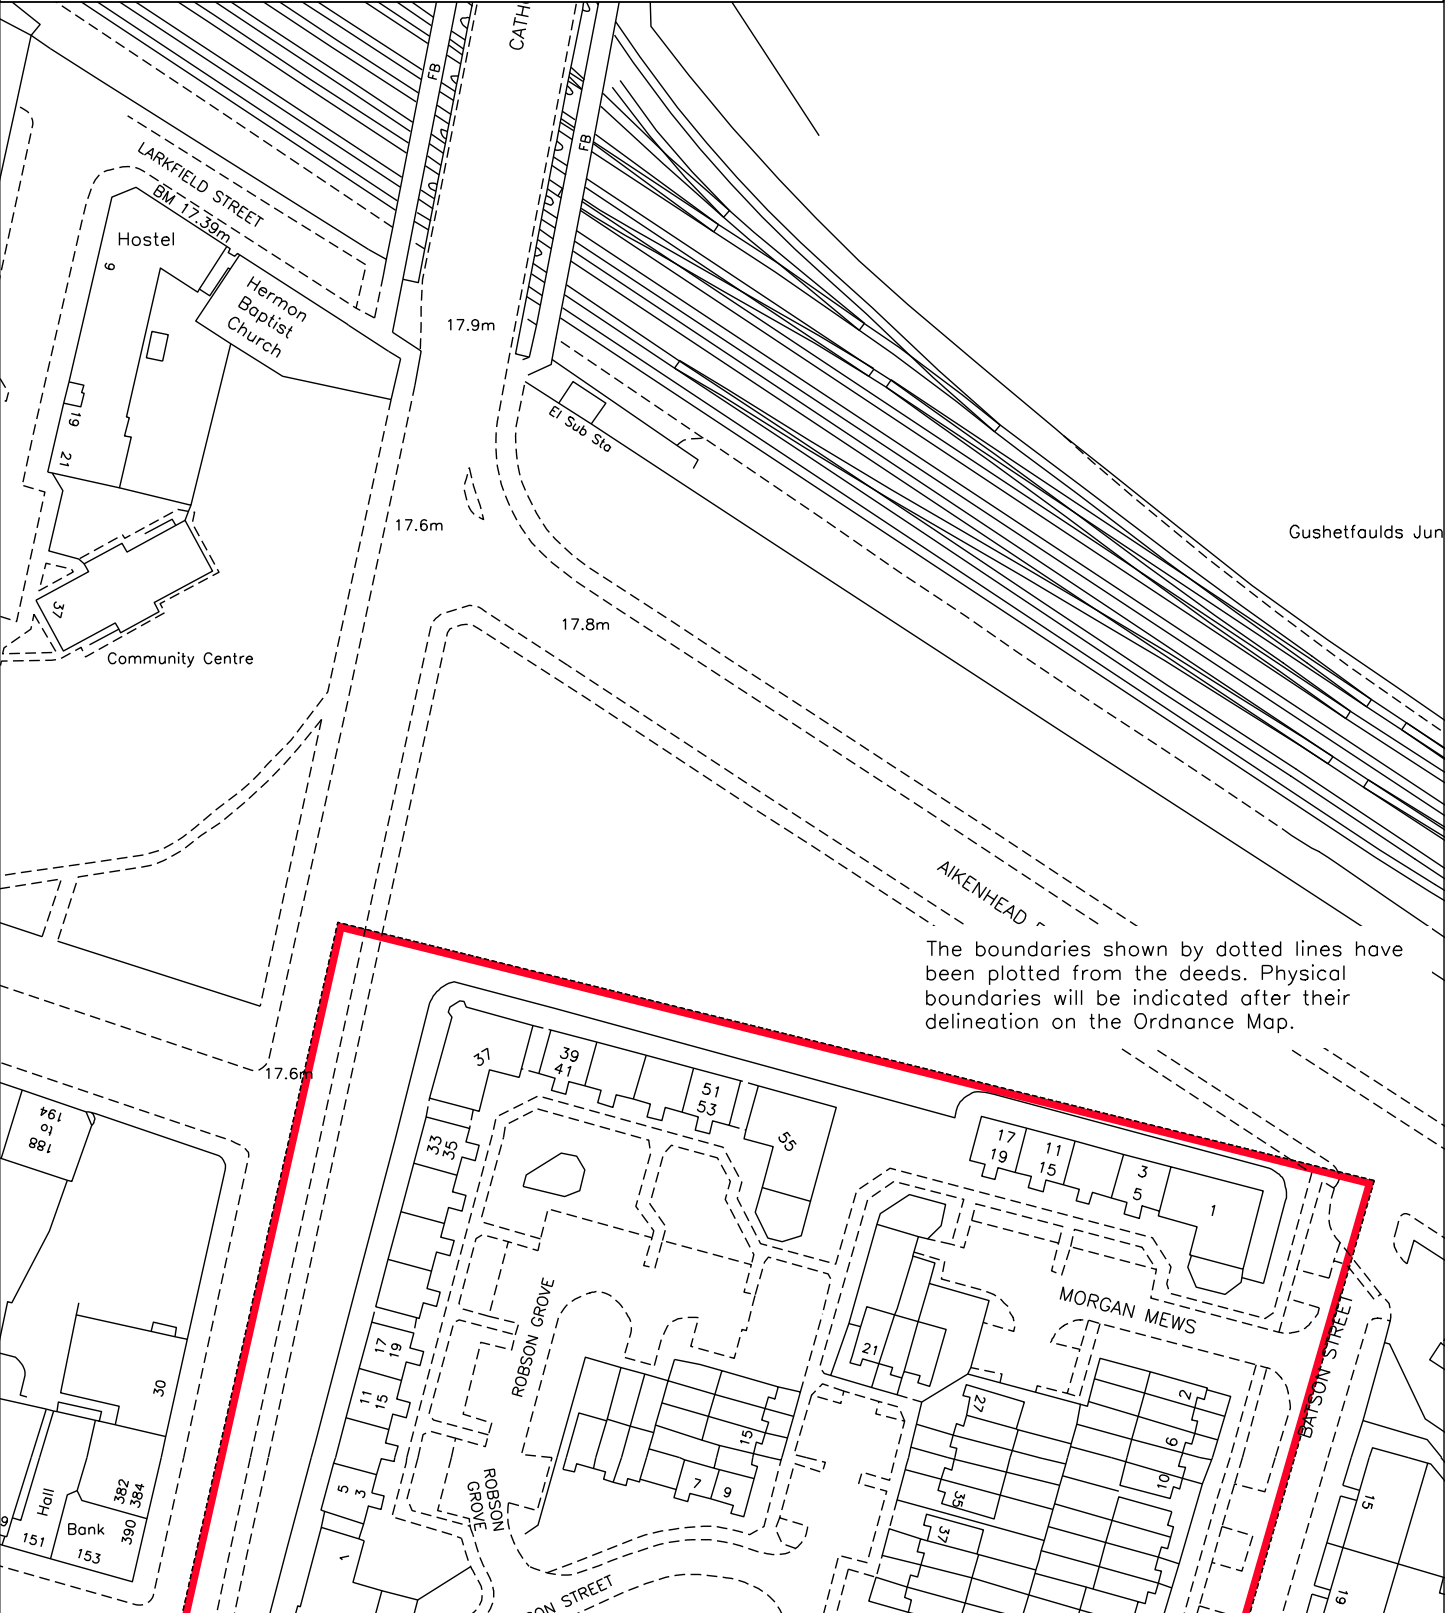 CATH
FB
FB
LARKFIELD STREET
BM 17.39m
Hostel
9
Hermon
Baptist
Church
17.9m
19
21
El Sub Sta
17.6m
Gushetfaulds Jun
37
17.8m
Community Centre
AIKENHEAD
The boundaries shown by dotted lines have
been plotted from the deeds. Physical
boundaries will be indicated after their
delineation on the Ordnance Map.
17.6m
37
39
41
51
53
55
33
35
194
to
188
17
19
11
15
3
5
1
MORGAN MEWS
BATSON STREET
ROBSON GROVE
17
19
11
15
21
30
2
27
6
10
15
7
9
5
3
35
37
15
19
ROBSON
GROVE
382
384
390
Hall
151
Bank
153
9
1
ON STREET